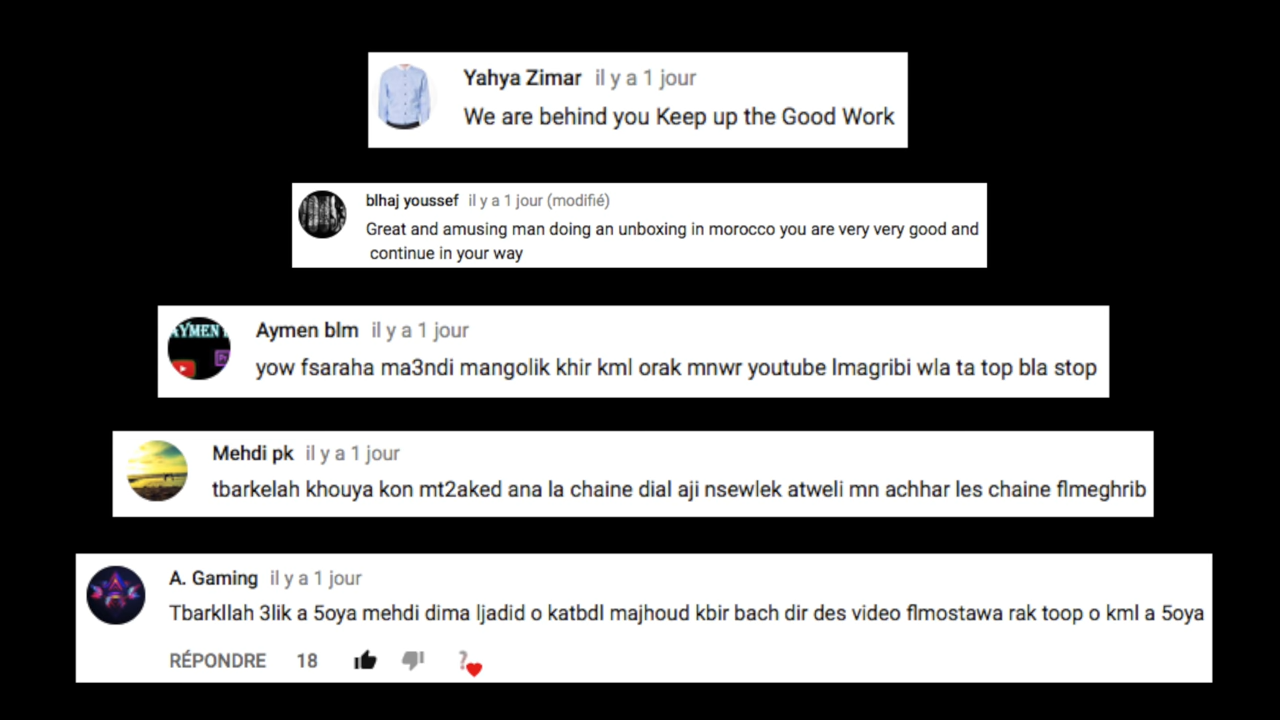 Yahya Zimar il y a 1 jour
We are behind you Keep up the Good Work
blhaj youssef il y a 1 jour (modifié)
Great and amusing man doing an unboxing in morocco you are very very good and
continue in your way
AYMEN
Aymen blm il y a 1 jour
yow fsaraha ma3ndi mangolik khir kml orak mnwr youtube lmagribi wla ta top bla stop
Mehdi pk il y a 1 jour
tbarkelah khouya kon mt2aked ana la chaine dial aji nsewlek atweli mn achhar les chaine flmeghrib
A. Gaming il y a 1 jour
Tbarkllah 3lik a 5oya mehdi dima ljadid o katbdl majhoud kbir bach dir des video flmostawa rak toop o kml a 5oya
RÉPONDRE 18 ?